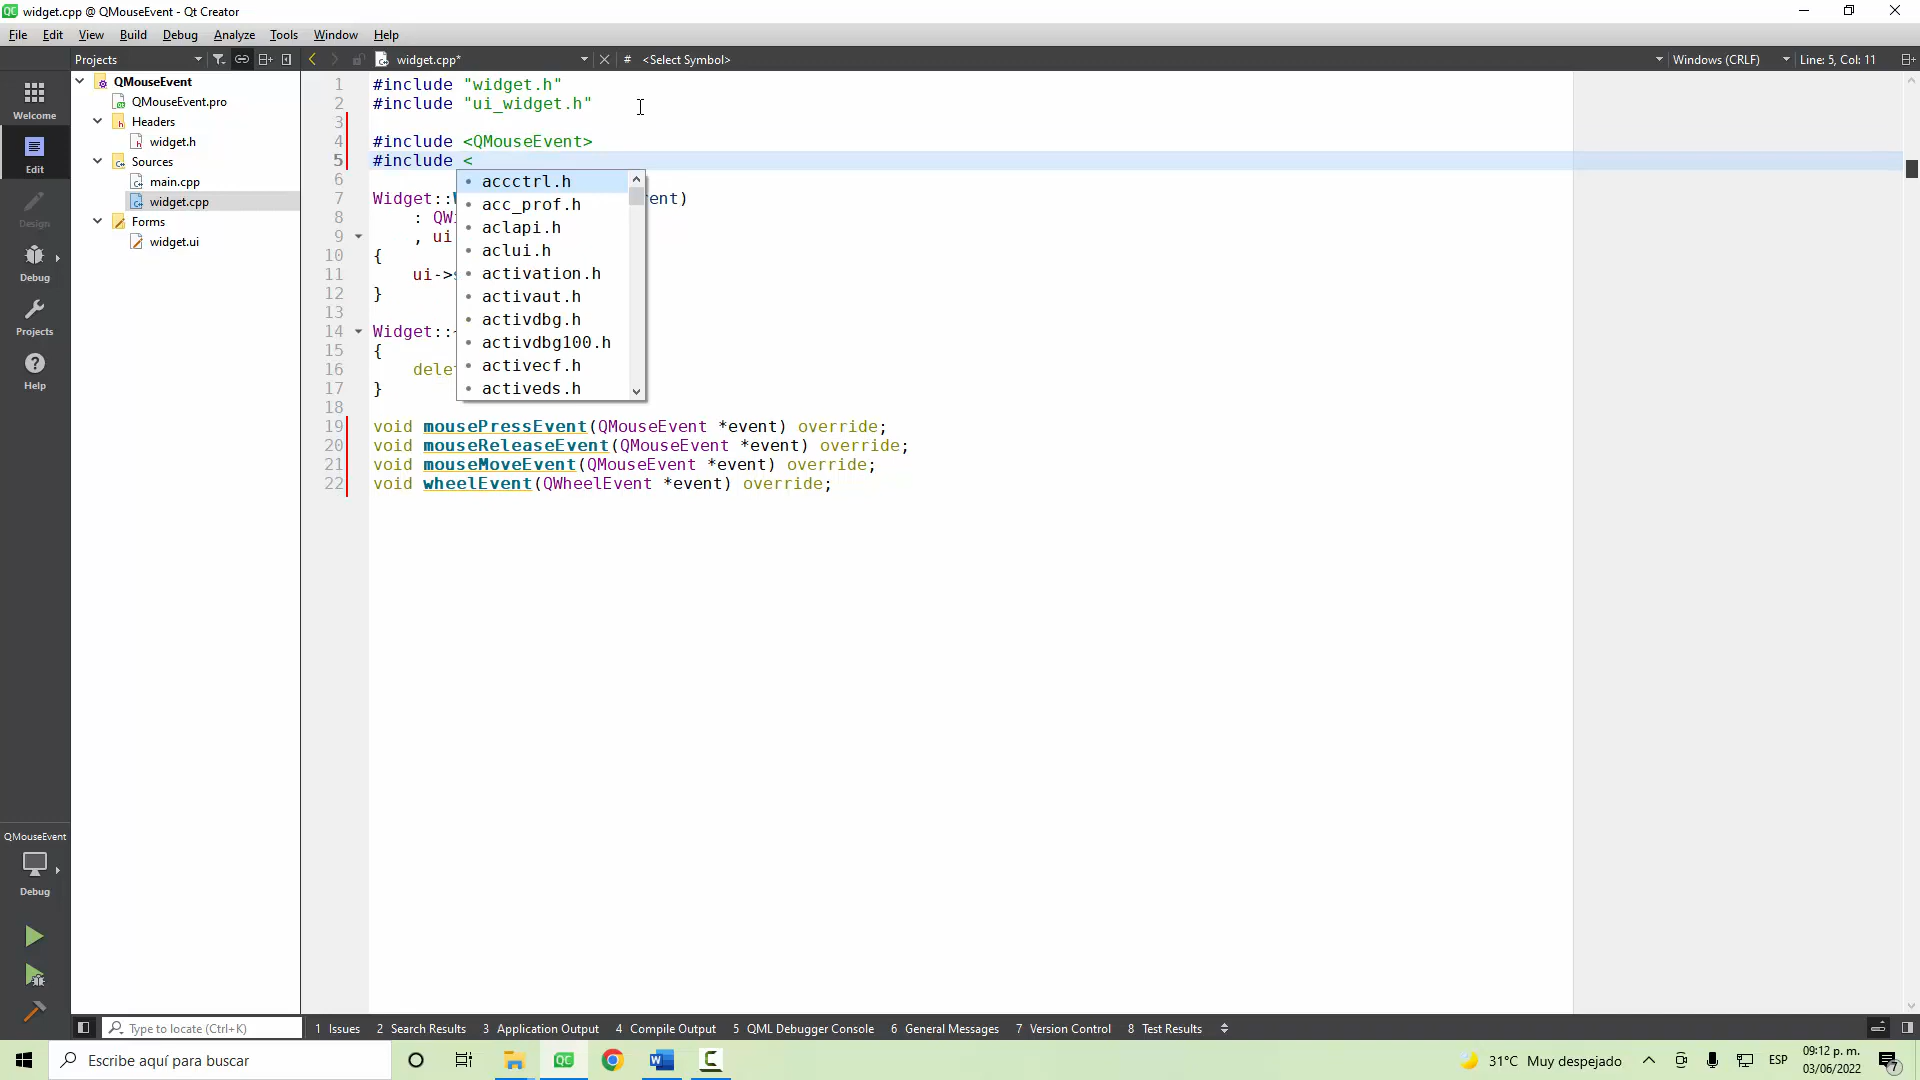 widget.cpp @ QMouseEvent - Qt Creator
File Edit View Build Debug Analyze Tools Window Help
Projects widget.cpp* # <Select Symbol> Windows (CRLF) Line: 5, Col: 11
Welcome
Edit
Design
Debug
Projects
Help
QMouseEvent
Debug
QMouseEvent
QMouseEvent.pro
Headers
widget.h
Sources
main.cpp
widget.cpp
Forms
widget.ui
1 #include "widget.h"
2 #include "ui_widget.h"
3
4 #include <QMouseEvent>
5 #include <
6
7 Widget:: ent)
8 : QWi
9 , ui
10 {
11 ui->
12 }
13
14 Widget::
15 {
16 dele
17 }
18
19 void mousePressEvent(QMouseEvent *event) override;
20 void mouseReleaseEvent(QMouseEvent *event) override;
21 void mouseMoveEvent(QMouseEvent *event) override;
22 void wheelEvent(QWheelEvent *event) override;
accctrl.h
acc_prof.h
aclapi.h
aclui.h
activation.h
activaut.h
activdbg.h
activdbg100.h
activecf.h
activeds.h
Type to locate (Ctrl+K) 1 Issues 2 Search Results 3 Application Output 4 Compile Output 5 QML Debugger Console 6 General Messages 7 Version Control 8 Test Results
Escribe aquí para buscar 31°C Muy despejado ESP 09:12 p. m.
03/06/2022 7